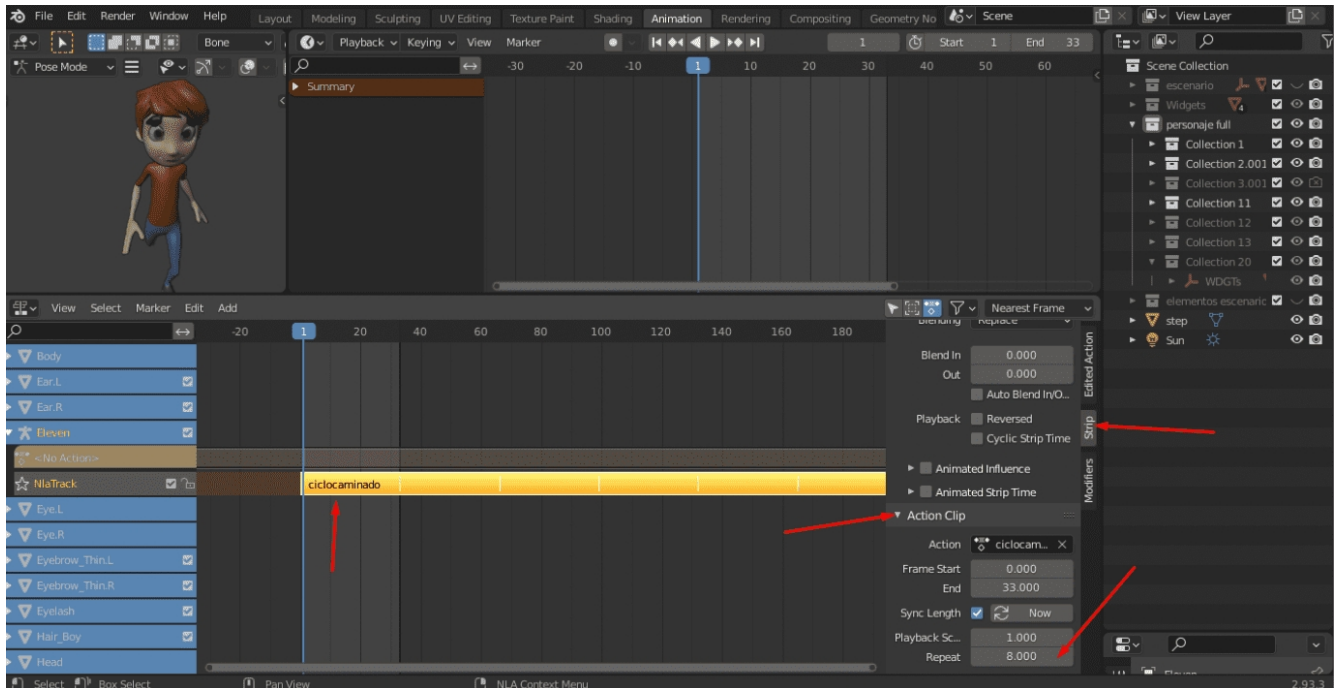 File Edit Render Window Help Layout Modeling Sculpting UV Editing Texture Paint Shading Animation Rendering Compositing Geometry No Scene View Layer
Bone Playback Keying View Marker 1 Start 1 End 33
Pose Mode -30 -20 -10 1 10 20 30 40 50 60
Summary
Scene Collection
escenario
Widgets 4
personaje full
Collection 1
Collection 2.001
Collection 3.001
Collection 11
Collection 12
Collection 13
Collection 20
WDGTs
elementos escenaric
step
Sun
View Select Marker Edit Add Nearest Frame
-20 1 20 40 60 80 100 120 140 160 180
Body
Ear.L
Ear.R
Eleven
<No Action>
NlaTrack
ciclocaminado
Eye.L
Eye.R
Eyebrow_Thin.L
Eyebrow_Thin.R
Eyelash
Hair_Boy
Head
Blending Replace
Blend In 0.000
Out 0.000
Auto Blend In/O...
Playback Reversed
Cyclic Strip Time
Animated Influence
Animated Strip Time
Action Clip
Action ciclocam...
Frame Start 0.000
End 33.000
Sync Length Now
Playback Sc... 1.000
Repeat 8.000
Edited Action
Strip
Modifiers
Select Box Select Pan View NLA Context Menu 2.93.3